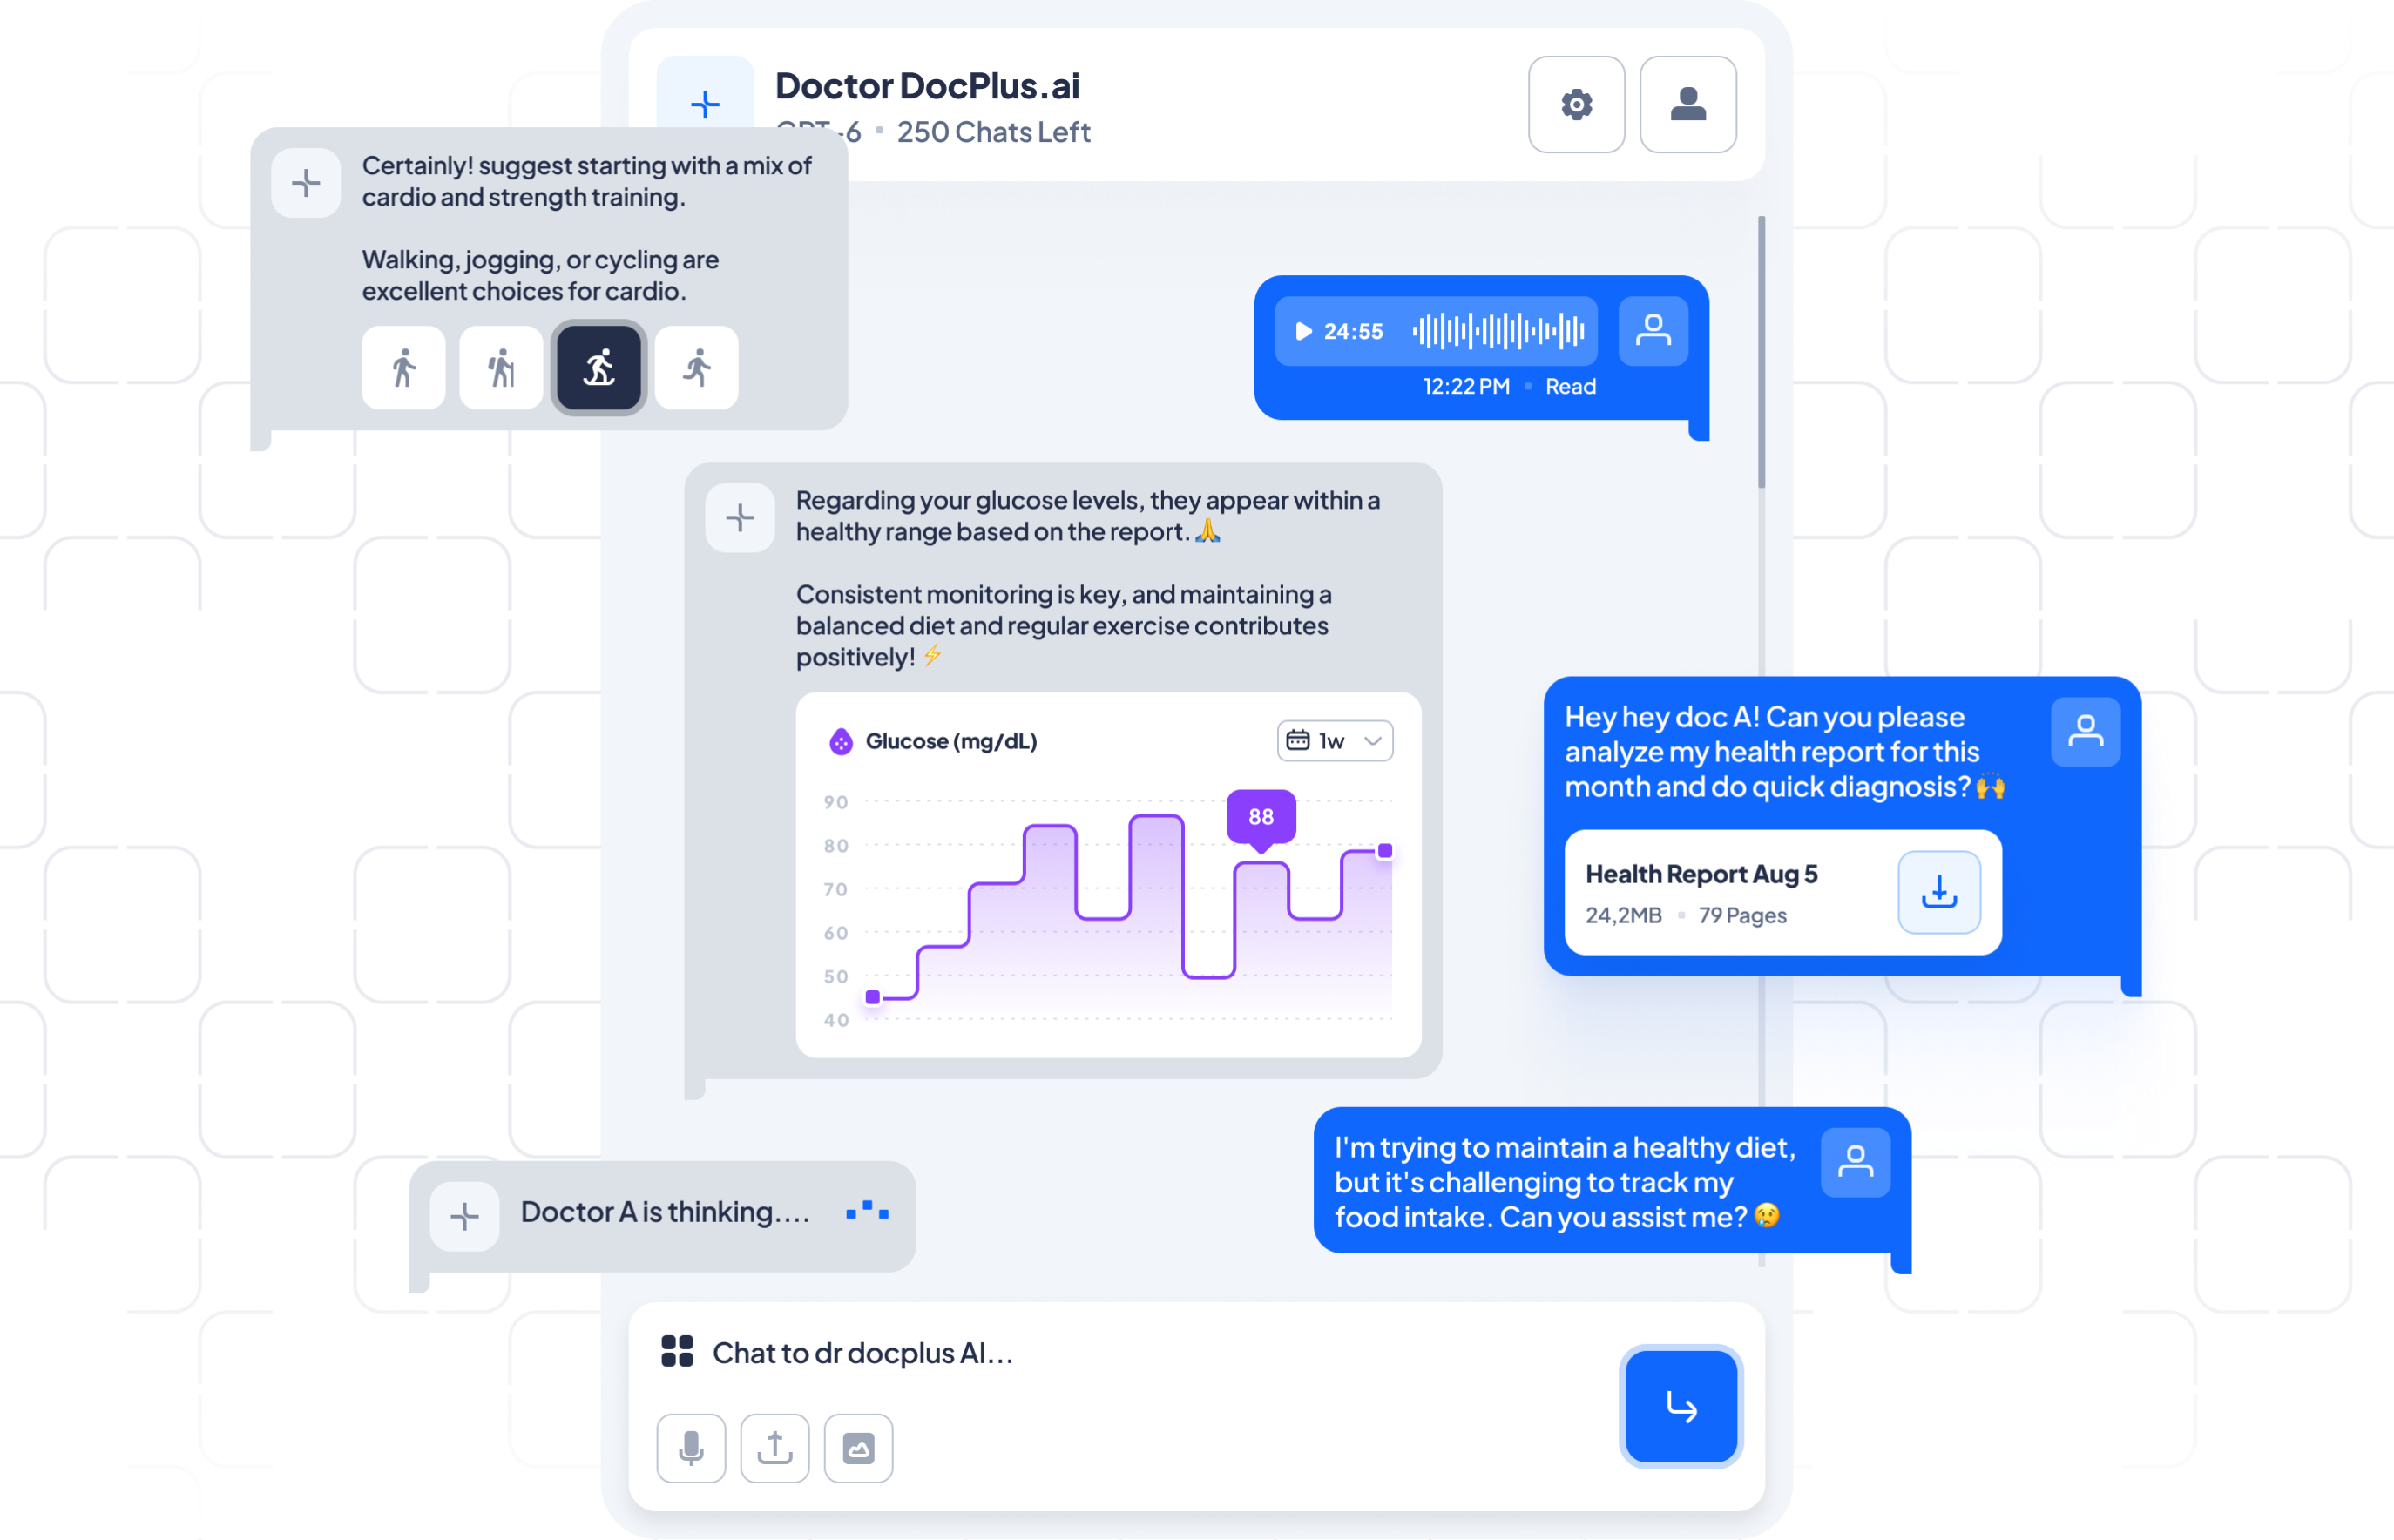 Doctor DocPlus.ai
GPT-6 • 250 Chats Left
Certainly! suggest starting with a mix of
cardio and strength training.
Walking, jogging, or cycling are
excellent choices for cardio.
24:55
12:22 PM • Read
Regarding your glucose levels, they appear within a
healthy range based on the report.🙏
Consistent monitoring is key, and maintaining a
balanced diet and regular exercise contributes
positively! ⚡
Glucose (mg/dL)
1w
90
80
70
60
50
40
88
Hey hey doc A! Can you please
analyze my health report for this
month and do quick diagnosis? 🙌
Health Report Aug 5
24,2MB • 79 Pages
I'm trying to maintain a healthy diet,
but it's challenging to track my
food intake. Can you assist me? 😢
Doctor A is thinking....
Chat to dr docplus AI...